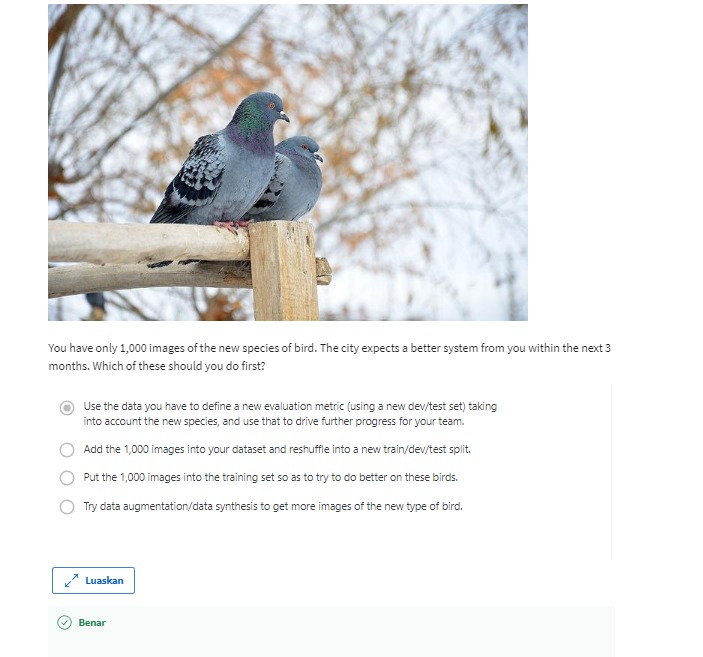 You have only 1,000 images of the new species of bird. The city expects a better system from you within the next 3
months. Which of these should you do first?
Use the data you have to define a new evaluation metric (using a new dev/test set) taking
into account the new species, and use that to drive further progress for your team.
Add the 1,000 images into your dataset and reshuffle into a new train/dev/test split.
Put the 1,000 images into the training set so as to try to do better on these birds.
Try data augmentation/data synthesis to get more images of the new type of bird.
Luaskan
Benar